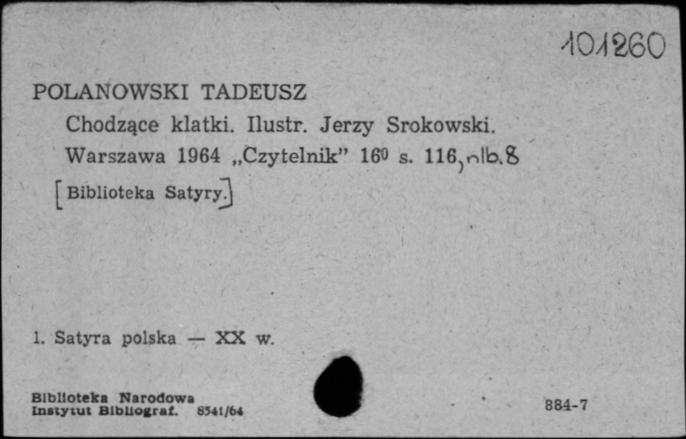 101260
POLANOWSKI TADEUSZ
Chodzące klatki. Ilustr. Jerzy Srokowski.
Warszawa 1964 „Czytelnik” 16⁰ s. 116, nlb. 8
[Biblioteka Satyry.]
1. Satyra polska — XX w.
Biblioteka Narodowa
Instytut Bibliograf. 8541/64
884-7